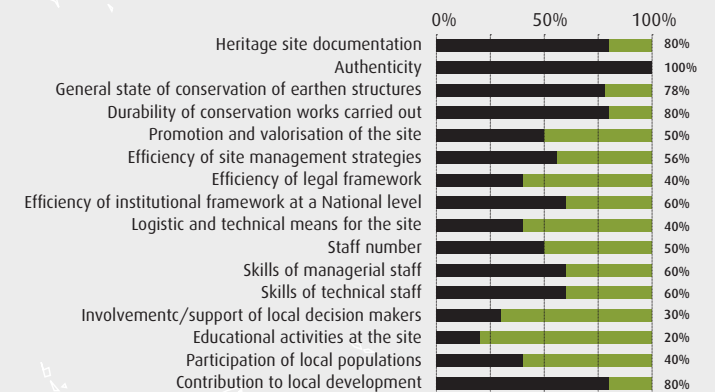 0% 50% 100%
Heritage site documentation 80%
Authenticity 100%
General state of conservation of earthen structures 78%
Durability of conservation works carried out 80%
Promotion and valorisation of the site 50%
Efficiency of site management strategies 56%
Efficiency of legal framework 40%
Efficiency of institutional framework at a National level 60%
Logistic and technical means for the site 40%
Staff number 50%
Skills of managerial staff 60%
Skills of technical staff 60%
Involvementc/support of local decision makers 30%
Educational activities at the site 20%
Participation of local populations 40%
Contribution to local development 80%